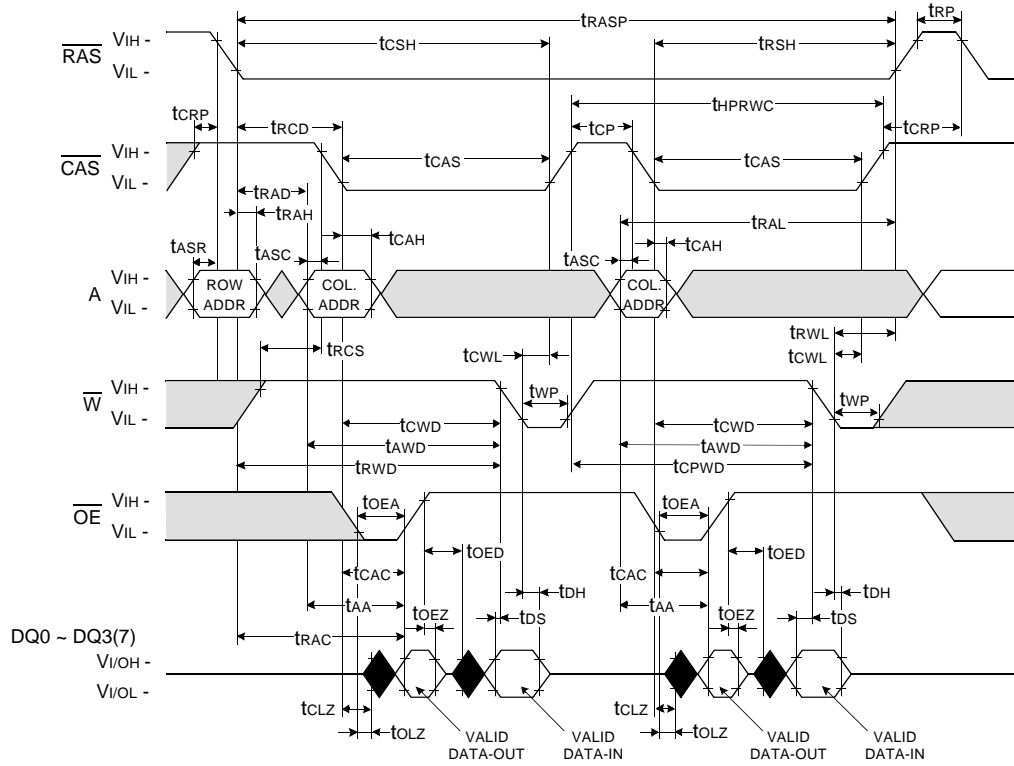 tRASP
tRP
RAS
VIH -
VIL -
tCSH
tRSH
tHPRWC
tCRP
tRCD
tCP
tCRP
CAS
VIH -
VIL -
tCAS
tCAS
tRAD
tRAH
tCAH
tRAL
tCAH
tASR
tASC
tASC
A
VIH -
VIL -
ROW
ADDR
COL.
ADDR
COL.
ADDR
tRCS
tCWL
tRWL
tCWL
W
VIH -
VIL -
tWP
tWP
tCWD
tAWD
tRWD
tCWD
tAWD
tCPWD
OE
VIH -
VIL -
tOEA
tOEA
tOED
tOED
tCAC
tCAC
tAA
tAA
tDH
tDH
tOEZ
tDS
tOEZ
tDS
tRAC
DQ0 ~ DQ3(7)
VI/OH -
VI/OL -
tCLZ
tCLZ
tOLZ
tOLZ
VALID
DATA-OUT
VALID
DATA-IN
VALID
DATA-OUT
VALID
DATA-IN